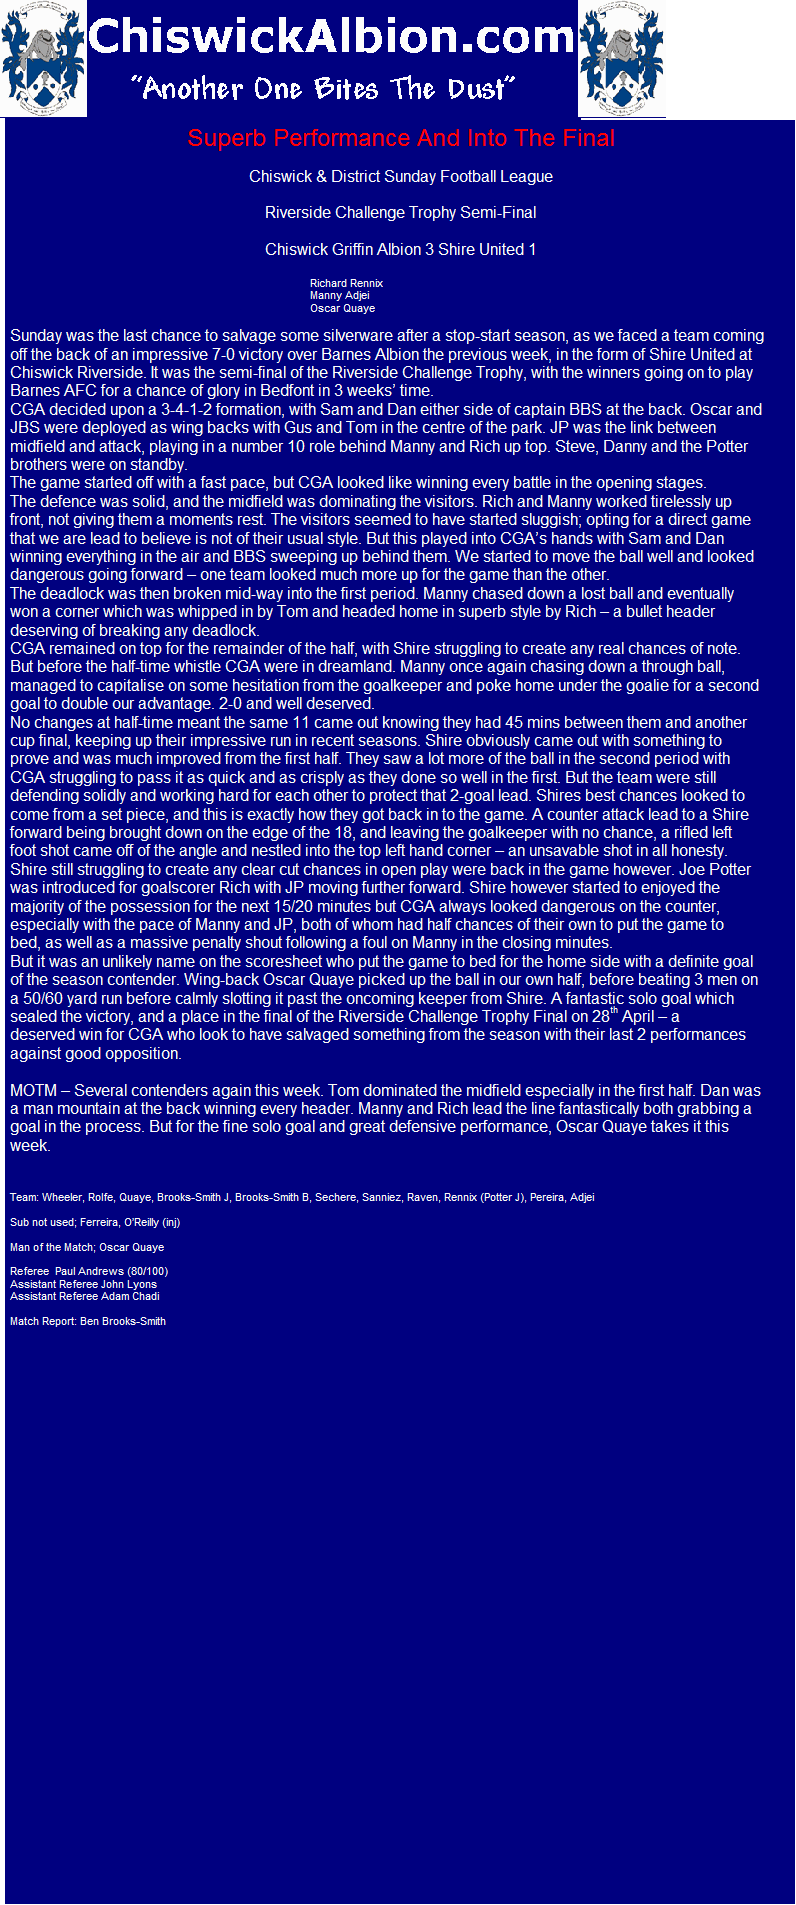 ChiswickAlbion.com
“Another One Bites The Dust”
Superb Performance And Into The Final
Chiswick & District Sunday Football League
Riverside Challenge Trophy Semi-Final
Chiswick Griffin Albion 3 Shire United 1
Richard Rennix
Manny Adjei
Oscar Quaye
Sunday was the last chance to salvage some silverware after a stop-start season, as we faced a team coming
off the back of an impressive 7-0 victory over Barnes Albion the previous week, in the form of Shire United at
Chiswick Riverside. It was the semi-final of the Riverside Challenge Trophy, with the winners going on to play
Barnes AFC for a chance of glory in Bedfont in 3 weeks’ time.
CGA decided upon a 3-4-1-2 formation, with Sam and Dan either side of captain BBS at the back. Oscar and
JBS were deployed as wing backs with Gus and Tom in the centre of the park. JP was the link between
midfield and attack, playing in a number 10 role behind Manny and Rich up top. Steve, Danny and the Potter
brothers were on standby.
The game started off with a fast pace, but CGA looked like winning every battle in the opening stages.
The defence was solid, and the midfield was dominating the visitors. Rich and Manny worked tirelessly up
front, not giving them a moments rest. The visitors seemed to have started sluggish; opting for a direct game
that we are lead to believe is not of their usual style. But this played into CGA’s hands with Sam and Dan
winning everything in the air and BBS sweeping up behind them. We started to move the ball well and looked
dangerous going forward – one team looked much more up for the game than the other.
The deadlock was then broken mid-way into the first period. Manny chased down a lost ball and eventually
won a corner which was whipped in by Tom and headed home in superb style by Rich – a bullet header
deserving of breaking any deadlock.
CGA remained on top for the remainder of the half, with Shire struggling to create any real chances of note.
But before the half-time whistle CGA were in dreamland. Manny once again chasing down a through ball,
managed to capitalise on some hesitation from the goalkeeper and poke home under the goalie for a second
goal to double our advantage. 2-0 and well deserved.
No changes at half-time meant the same 11 came out knowing they had 45 mins between them and another
cup final, keeping up their impressive run in recent seasons. Shire obviously came out with something to
prove and was much improved from the first half. They saw a lot more of the ball in the second period with
CGA struggling to pass it as quick and as crisply as they done so well in the first. But the team were still
defending solidly and working hard for each other to protect that 2-goal lead. Shires best chances looked to
come from a set piece, and this is exactly how they got back in to the game. A counter attack lead to a Shire
forward being brought down on the edge of the 18, and leaving the goalkeeper with no chance, a rifled left
foot shot came off of the angle and nestled into the top left hand corner – an unsavable shot in all honesty.
Shire still struggling to create any clear cut chances in open play were back in the game however. Joe Potter
was introduced for goalscorer Rich with JP moving further forward. Shire however started to enjoyed the
majority of the possession for the next 15/20 minutes but CGA always looked dangerous on the counter,
especially with the pace of Manny and JP, both of whom had half chances of their own to put the game to
bed, as well as a massive penalty shout following a foul on Manny in the closing minutes.
But it was an unlikely name on the scoresheet who put the game to bed for the home side with a definite goal
of the season contender. Wing-back Oscar Quaye picked up the ball in our own half, before beating 3 men on
a 50/60 yard run before calmly slotting it past the oncoming keeper from Shire. A fantastic solo goal which
sealed the victory, and a place in the final of the Riverside Challenge Trophy Final on 28th April – a
deserved win for CGA who look to have salvaged something from the season with their last 2 performances
against good opposition.
MOTM – Several contenders again this week. Tom dominated the midfield especially in the first half. Dan was
a man mountain at the back winning every header. Manny and Rich lead the line fantastically both grabbing a
goal in the process. But for the fine solo goal and great defensive performance, Oscar Quaye takes it this
week.
Team: Wheeler, Rolfe, Quaye, Brooks-Smith J, Brooks-Smith B, Sechere, Sanniez, Raven, Rennix (Potter J), Pereira, Adjei
Sub not used; Ferreira, O'Reilly (inj)
Man of the Match; Oscar Quaye
Referee  Paul Andrews (80/100)
Assistant Referee John Lyons
Assistant Referee Adam Chadi
Match Report: Ben Brooks-Smith